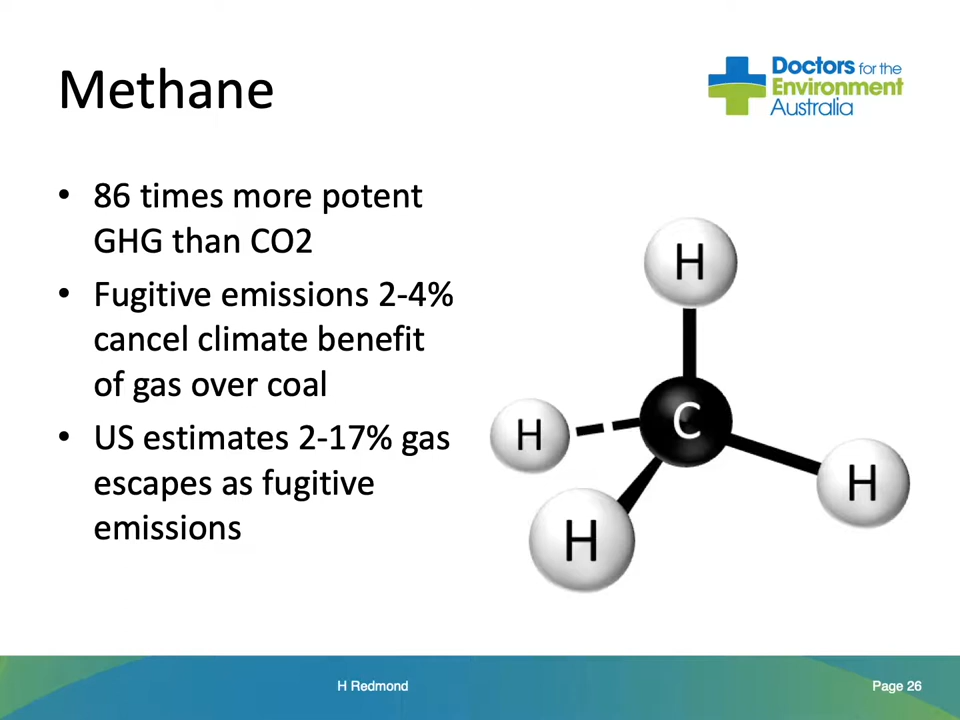 Methane
Doctors for the
Environment
Australia
• 86 times more potent
GHG than CO2
• Fugitive emissions 2-4%
cancel climate benefit
of gas over coal
• US estimates 2-17% gas
escapes as fugitive
emissions
H
C
H
H
H
H Redmond
Page 26